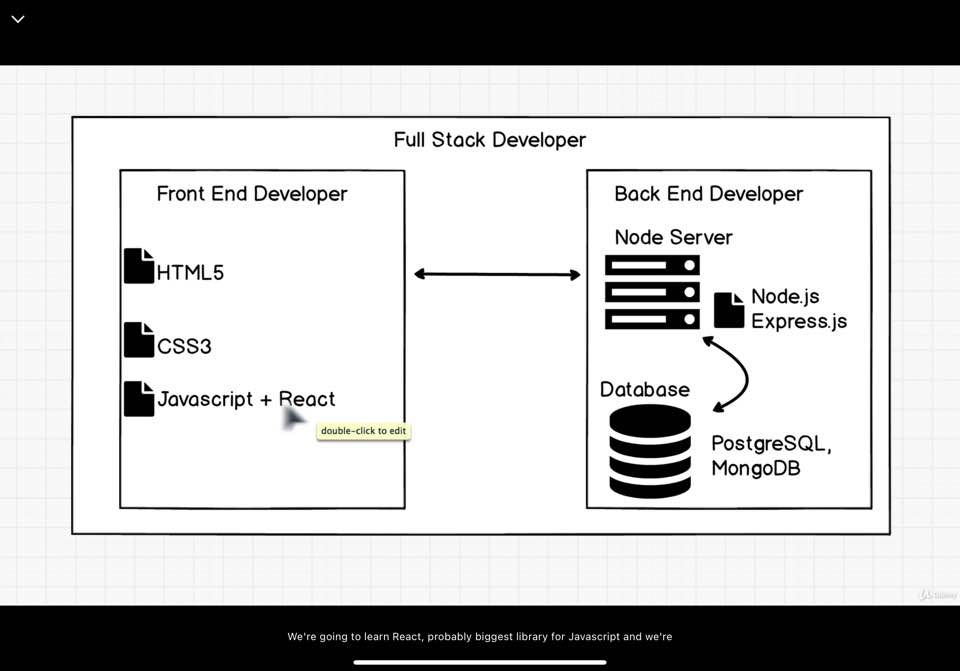 Full Stack Developer
Front End Developer
HTML5
CSS3
Javascript + React
double-click to edit
Back End Developer
Node Server
Node.js
Express.js
Database
PostgreSQL,
MongoDB
Udemy
We're going to learn React, probably biggest library for Javascript and we're